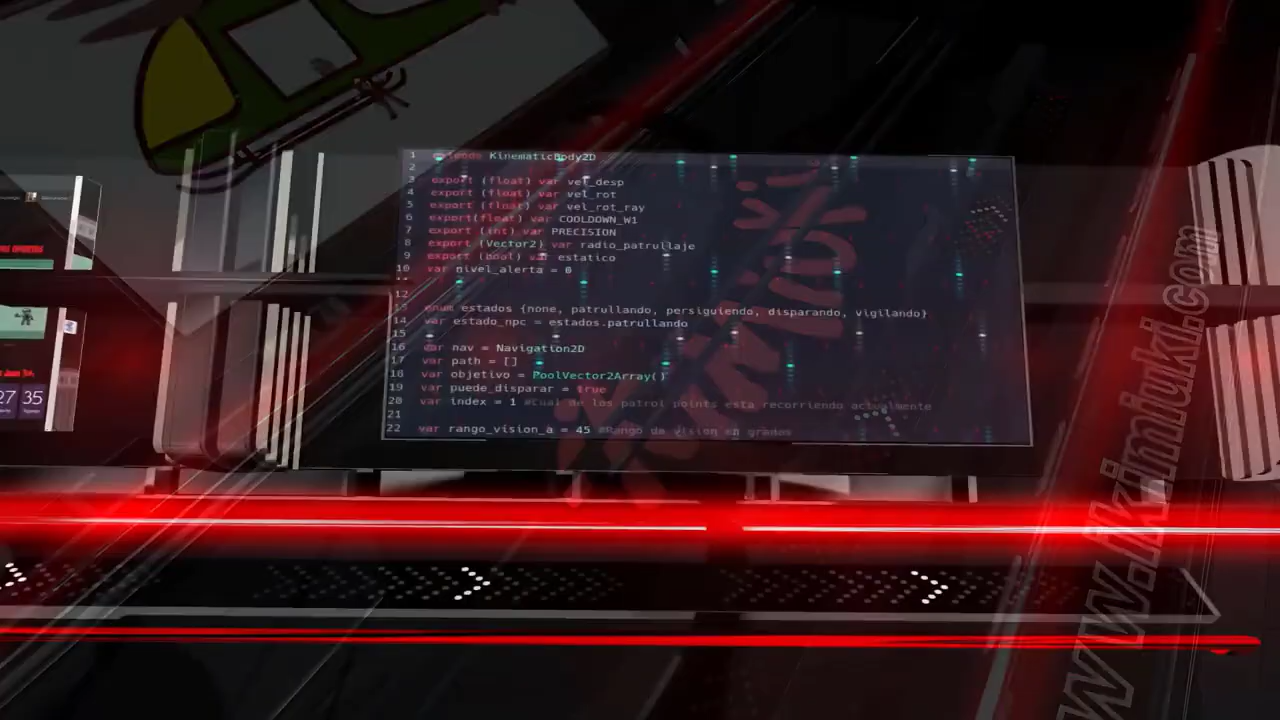 1 extends KinematicBody2D
2
3 export (float) var vel_desp
4 export (float) var vel_rot
5 export (float) var vel_rot_ray
6 export(float) var COOLDOWN_W1
7 export (int) var PRECISION
8 export (Vector2) var radio_patrullaje
9 export (bool) var estatico
10 var nivel_alerta = 0
12
13 enum estados {none, patrullando, persiguiendo, disparando, vigilando}
14 var estado_npc = estados.patrullando
15
16 var nav = Navigation2D
17 var path = []
18 var objetivo = PoolVector2Array()
19 var puede_disparar = true
20 var index = 1 #cual de los patrol points esta recorriendo actualmente
21
22 var rango_vision_a = 45 #Rango de vision en grados
27 35
www.ikimiuki.com